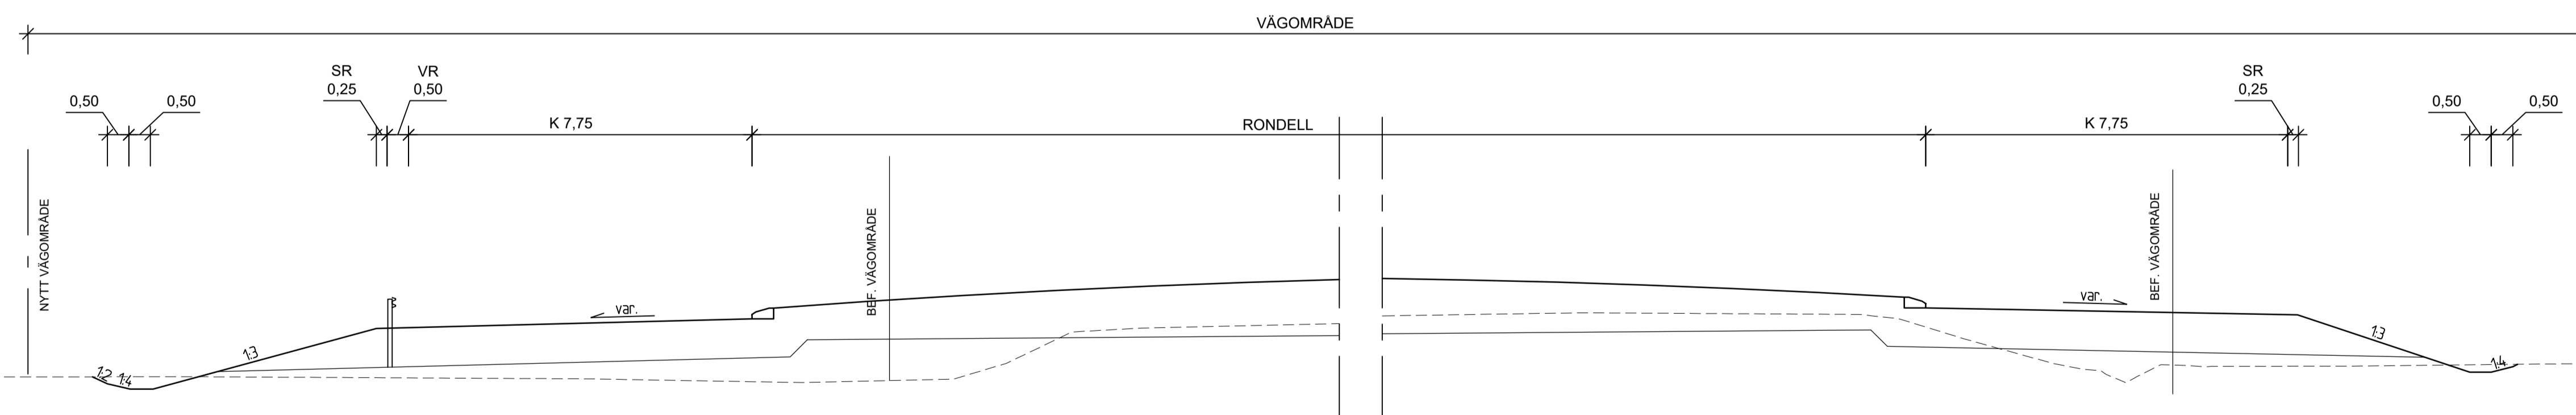 VÄGOMRÅDE
SR
VR
SR
0,25
0,50
0,25
0,50
0,50
0,50
0,50
K 7,75
RONDELL
K 7,75
NYTT VÄGOMRÅDE
BEF. VÄGOMRÅDE
BEF. VÄGOMRÅDE
var.
var.
1:3
1:3
1:2
1:4
1:4